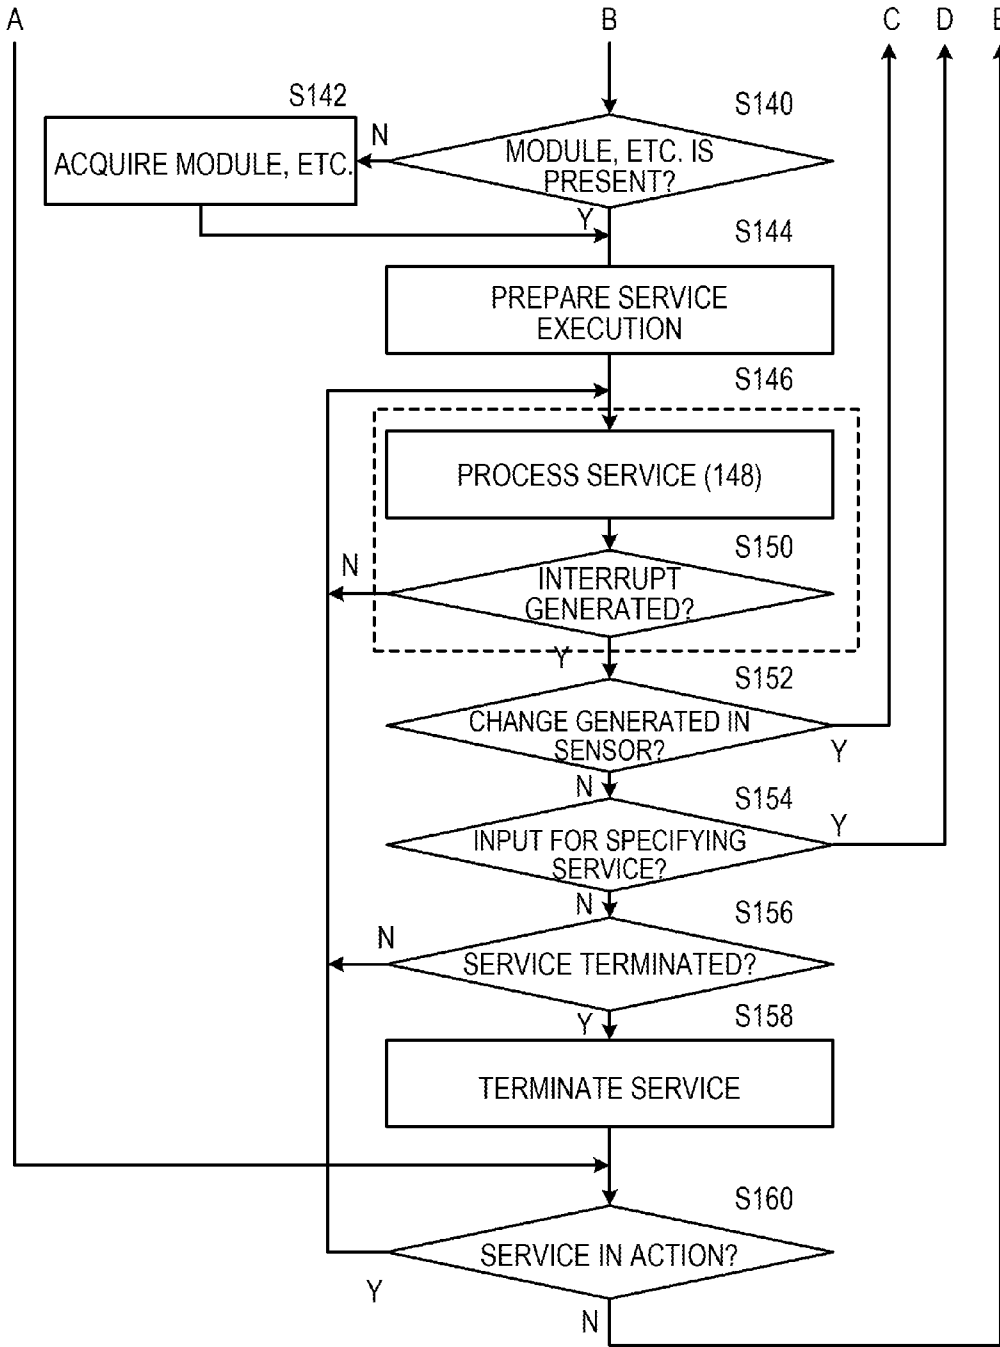 A
B
C
D
E
S142
S140
N
ACQUIRE MODULE, ETC.
MODULE, ETC. IS
PRESENT?
Y
S144
PREPARE SERVICE
EXECUTION
S146
PROCESS SERVICE (148)
S150
N
INTERRUPT
GENERATED?
Y
S152
CHANGE GENERATED IN
SENSOR?
Y
N
S154
Y
INPUT FOR SPECIFYING
SERVICE?
N
S156
N
SERVICE TERMINATED?
Y
S158
TERMINATE SERVICE
S160
SERVICE IN ACTION?
Y
N